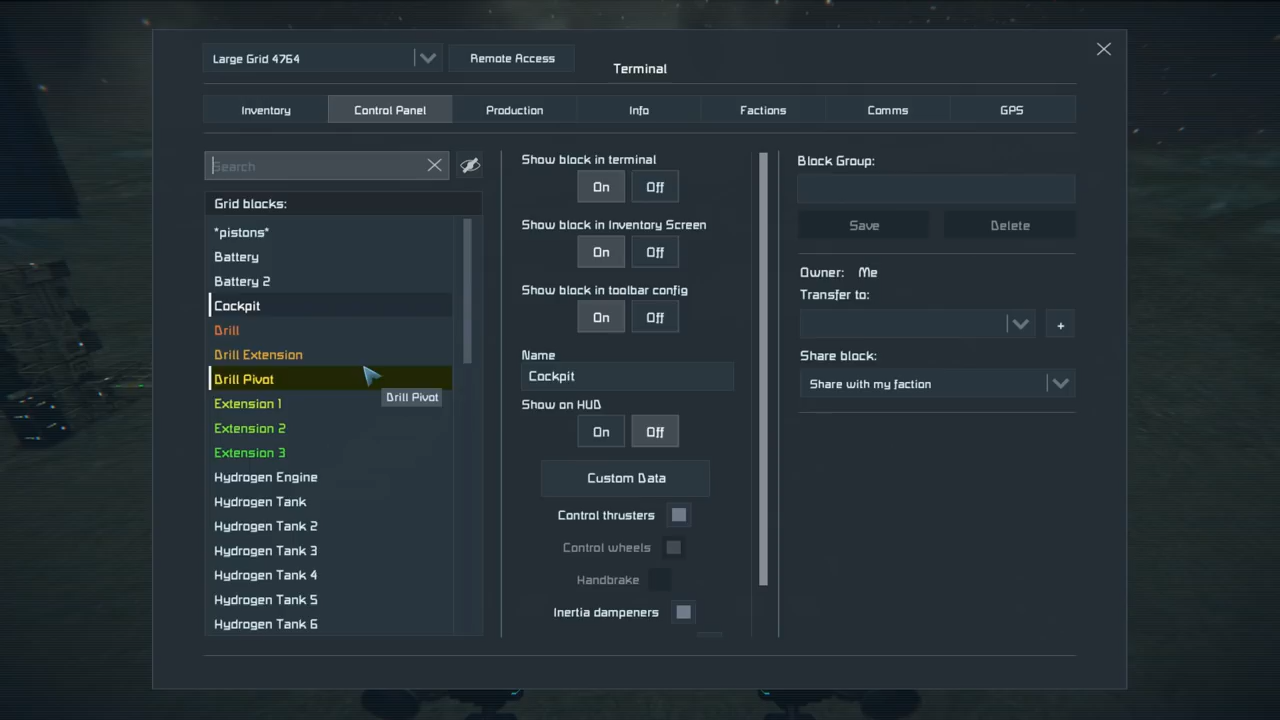 Large Grid 4764
Remote Access
Terminal
Inventory
Control Panel
Production
Info
Factions
Comms
GPS
Search
Grid blocks:
*pistons*
Battery
Battery 2
Cockpit
Drill
Drill Extension
Drill Pivot
Drill Pivot
Extension 1
Extension 2
Extension 3
Hydrogen Engine
Hydrogen Tank
Hydrogen Tank 2
Hydrogen Tank 3
Hydrogen Tank 4
Hydrogen Tank 5
Hydrogen Tank 6
Show block in terminal
On Off
Show block in Inventory Screen
On Off
Show block in toolbar config
On Off
Name
Cockpit
Show on HUD
On Off
Custom Data
Control thrusters
Control wheels
Handbrake
Inertia dampeners
Block Group:
Save
Delete
Owner: Me
Transfer to:
+
Share block:
Share with my faction